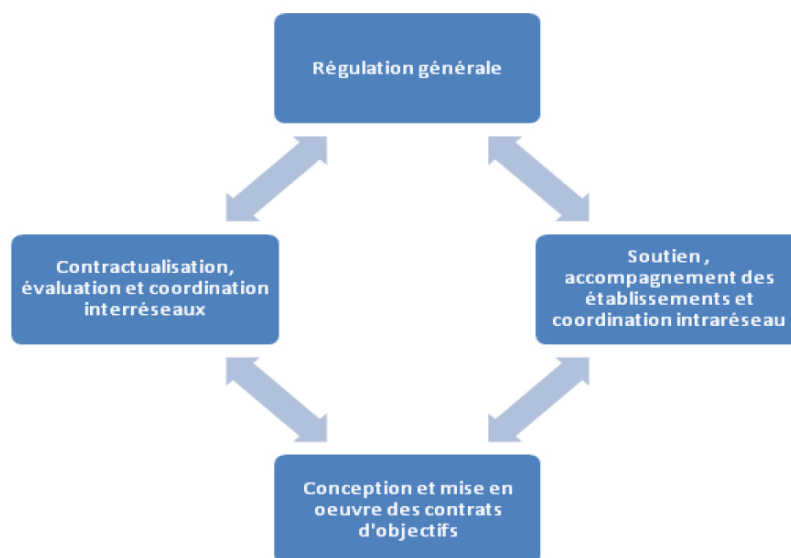 Régulation générale
Contractualisation,
évaluation et coordination
interréseaux
Soutien ,
accompagnement des
établissements et
coordination intraréseau
Conception et mise en
oeuvre des contrats
d'objectifs